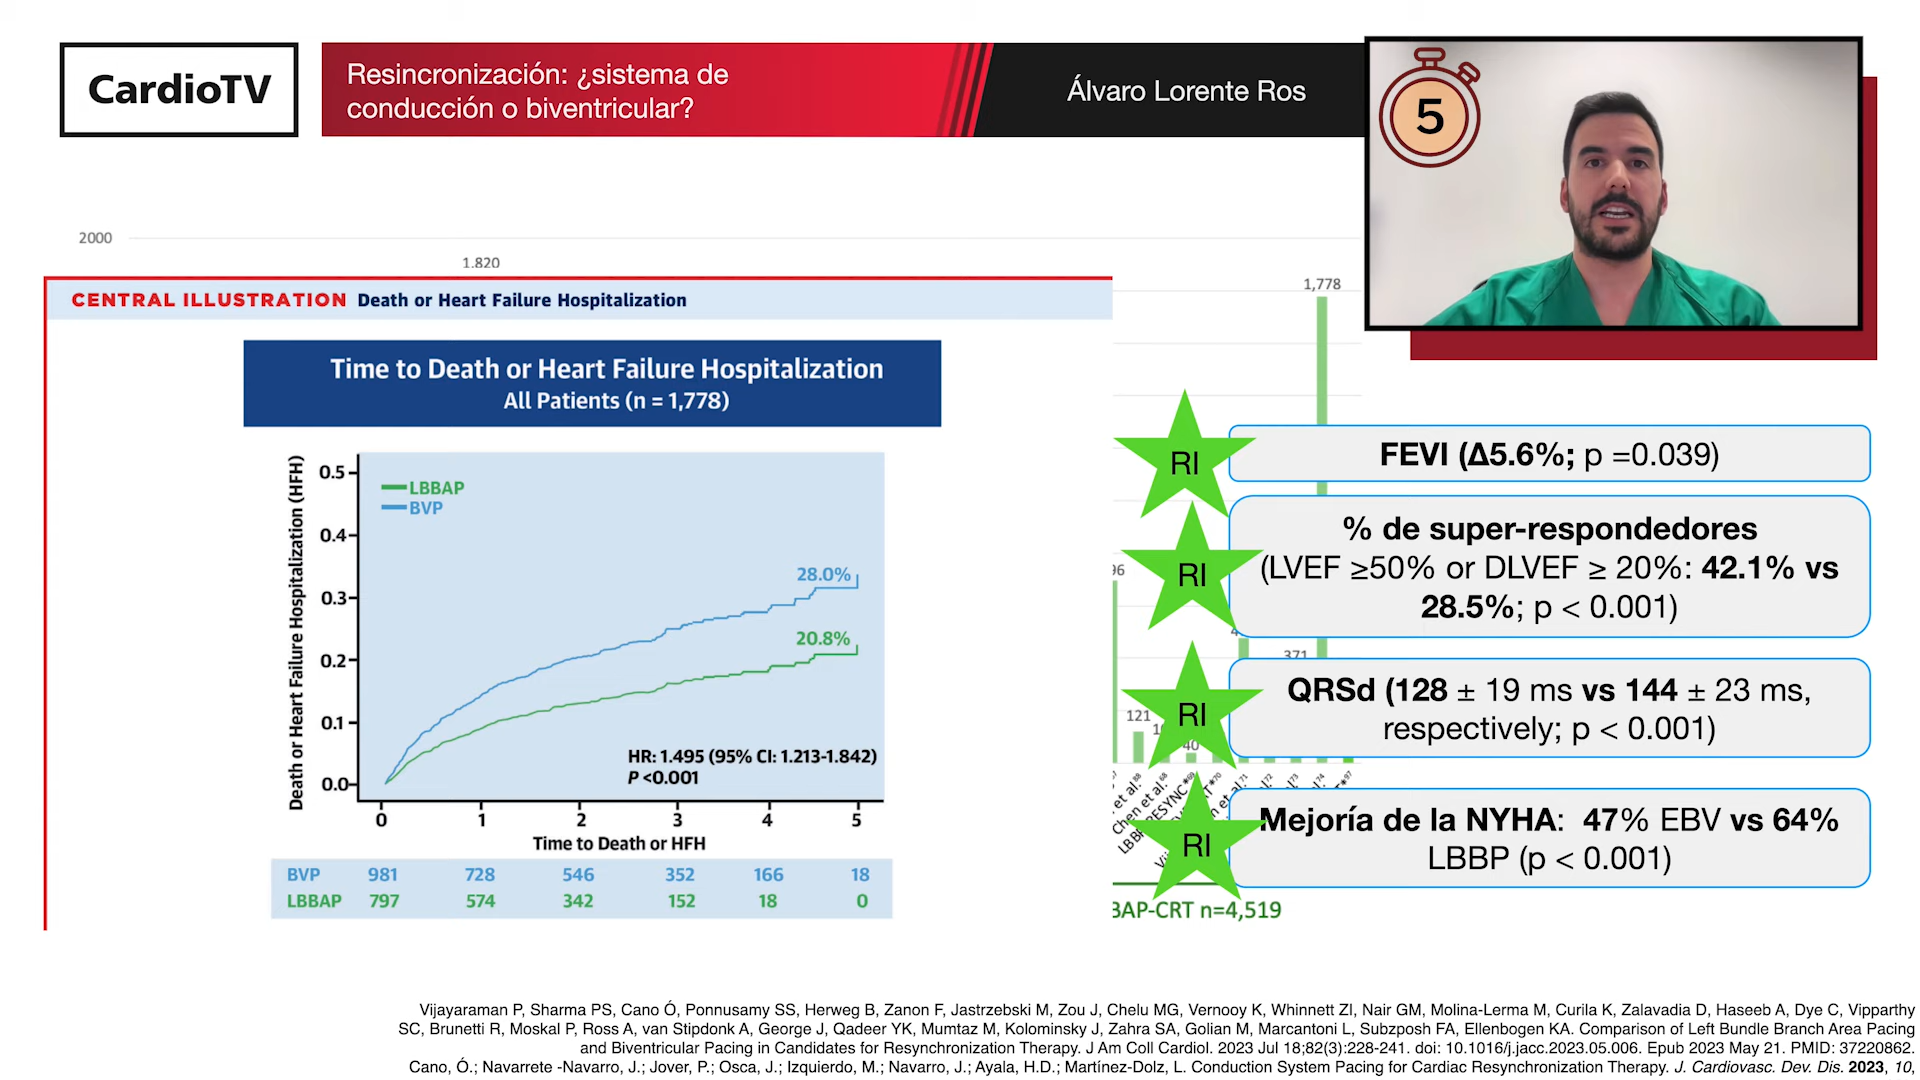 CardioTV
Resincronización: ¿sistema de
conducción o biventricular?
Álvaro Lorente Ros
5
2000
1.820
CENTRAL ILLUSTRATION Death or Heart Failure Hospitalization
Time to Death or Heart Failure Hospitalization
All Patients (n = 1,778)
Death or Heart Failure Hospitalization (HFH)
0.5
0.4
0.3
0.2
0.1
0.0
LBBAP
BVP
28.0%
20.8%
HR: 1.495 (95% CI: 1.213-1.842)
P <0.001
0 1 2 3 4 5
Time to Death or HFH
BVP 981 728 546 352 166 18
LBBAP 797 574 342 152 18 0
1,778
96
371
121
40
et al.
Chen et al.
BAP-CRT n=4,519
RI
FEVI (Δ5.6%; p =0.039)
RI
% de super-respondedores
(LVEF ≥50% or DLVEF ≥ 20%: 42.1% vs
28.5%; p < 0.001)
RI
QRSd (128 ± 19 ms vs 144 ± 23 ms,
respectively; p < 0.001)
RI
Mejoría de la NYHA: 47% EBV vs 64%
LBBP (p < 0.001)
Vijayaraman P, Sharma PS, Cano Ó, Ponnusamy SS, Herweg B, Zanon F, Jastrzebski M, Zou J, Chelu MG, Vernooy K, Whinnett ZI, Nair GM, Molina-Lerma M, Curila K, Zalavadia D, Haseeb A, Dye C, Vipparthy
SC, Brunetti R, Moskal P, Ross A, van Stipdonk A, George J, Qadeer YK, Mumtaz M, Kolominsky J, Zahra SA, Golian M, Marcantoni L, Subzposh FA, Ellenbogen KA. Comparison of Left Bundle Branch Area Pacing
and Biventricular Pacing in Candidates for Resynchronization Therapy. J Am Coll Cardiol. 2023 Jul 18;82(3):228-241. doi: 10.1016/j.jacc.2023.05.006. Epub 2023 May 21. PMID: 37220862.
Cano, Ó.; Navarrete -Navarro, J.; Jover, P.; Osca, J.; Izquierdo, M.; Navarro, J.; Ayala, H.D.; Martínez-Dolz, L. Conduction System Pacing for Cardiac Resynchronization Therapy. J. Cardiovasc. Dev. Dis. 2023, 10,